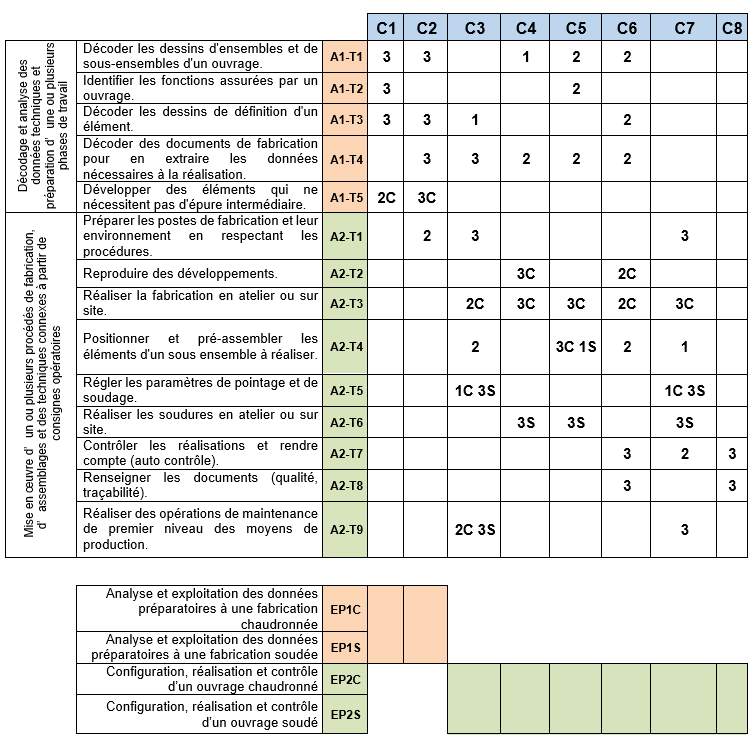 C1 C2 C3 C4 C5 C6 C7 C8
Décodage et analyse des
données techniques et
préparation d' une ou plusieurs
phases de travail
Décoder les dessins d'ensembles et de
sous-ensembles d'un ouvrage.
A1-T1 3 3 1 2 2
Identifier les fonctions assurées par un
ouvrage.
A1-T2 3 2
Décoder les dessins de définition d'un
élément.
A1-T3 3 3 1 2
Décoder des documents de fabrication
pour en extraire les données
nécessaires à la réalisation.
A1-T4 3 3 2 2 2
Développer des éléments qui ne
nécessitent pas d'épure intermédiaire.
A1-T5 2C 3C
Mise en œuvre d' un ou plusieurs procédés de fabrication,
d' assemblages et des techniques connexes à partir de
consignes opératoires
Préparer les postes de fabrication et leur
environnement en respectant les
procédures.
A2-T1 2 3 3
Reproduire des développements.
A2-T2 3C 2C
Réaliser la fabrication en atelier ou sur
site.
A2-T3 2C 3C 3C 2C 3C
Positionner et pré-assembler les
éléments d'un sous ensemble à réaliser.
A2-T4 2 3C 1S 2 1
Régler les paramètres de pointage et de
soudage.
A2-T5 1C 3S 1C 3S
Réaliser les soudures en atelier ou sur
site.
A2-T6 3S 3S 3S
Contrôler les réalisations et rendre
compte (auto contrôle).
A2-T7 3 2 3
Renseigner les documents (qualité,
traçabilité).
A2-T8 3 3
Réaliser des opérations de maintenance
de premier niveau des moyens de
production.
A2-T9 2C 3S 3
Analyse et exploitation des données
préparatoires à une fabrication
chaudronnée
EP1C
Analyse et exploitation des données
préparatoires à une fabrication soudée
EP1S
Configuration, réalisation et contrôle
d'un ouvrage chaudronné
EP2C
Configuration, réalisation et contrôle
d'un ouvrage soudé
EP2S